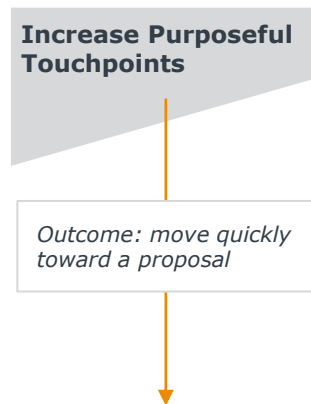 Increase Purposeful
Touchpoints
Outcome: move quickly
toward a proposal